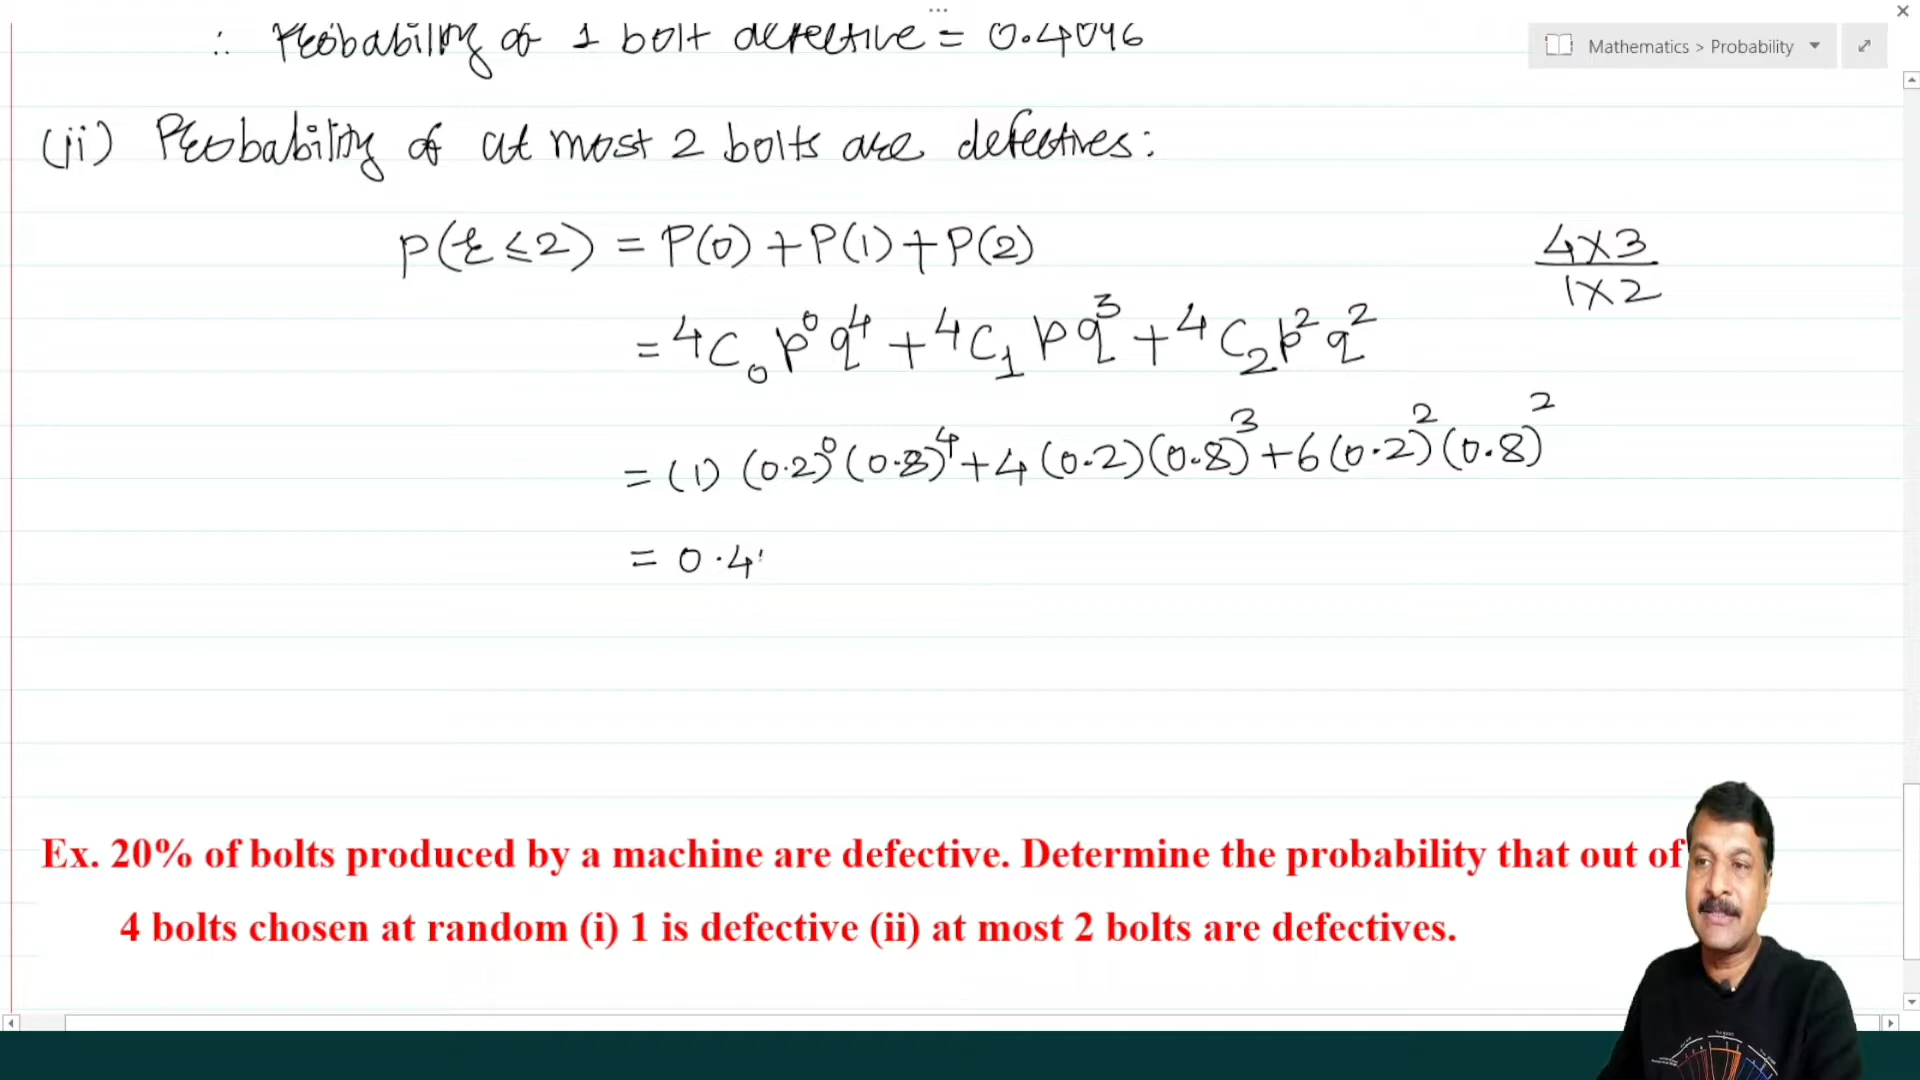 ∴ Probability of 1 bolt defective = 0.4096
Mathematics > Probability
(ii) Probability of at most 2 bolts are defectives:
P(r ≤ 2) = P(0) + P(1) + P(2)
4×3
1×2
= ⁴C₀ p⁰ q⁴ + ⁴C₁ p q³ + ⁴C₂ p² q²
= (1) (0.2)⁰ (0.8)⁴ + 4 (0.2) (0.8)³ + 6 (0.2)² (0.8)²
= 0.4
Ex. 20% of bolts produced by a machine are defective. Determine the probability that out of
4 bolts chosen at random (i) 1 is defective (ii) at most 2 bolts are defectives.